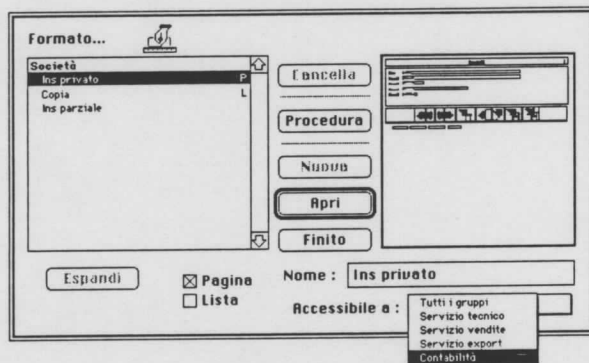 Formato...
Società
Ins privato P
Copia L
Ins parziale
Cancella
Procedura
Nuovo
Apri
Finito
Espandi
Pagina
Lista
Nome : Ins privato
Accessibile a :
Tutti i gruppi
Servizio tecnico
Servizio vendite
Servizio export
Contabilità